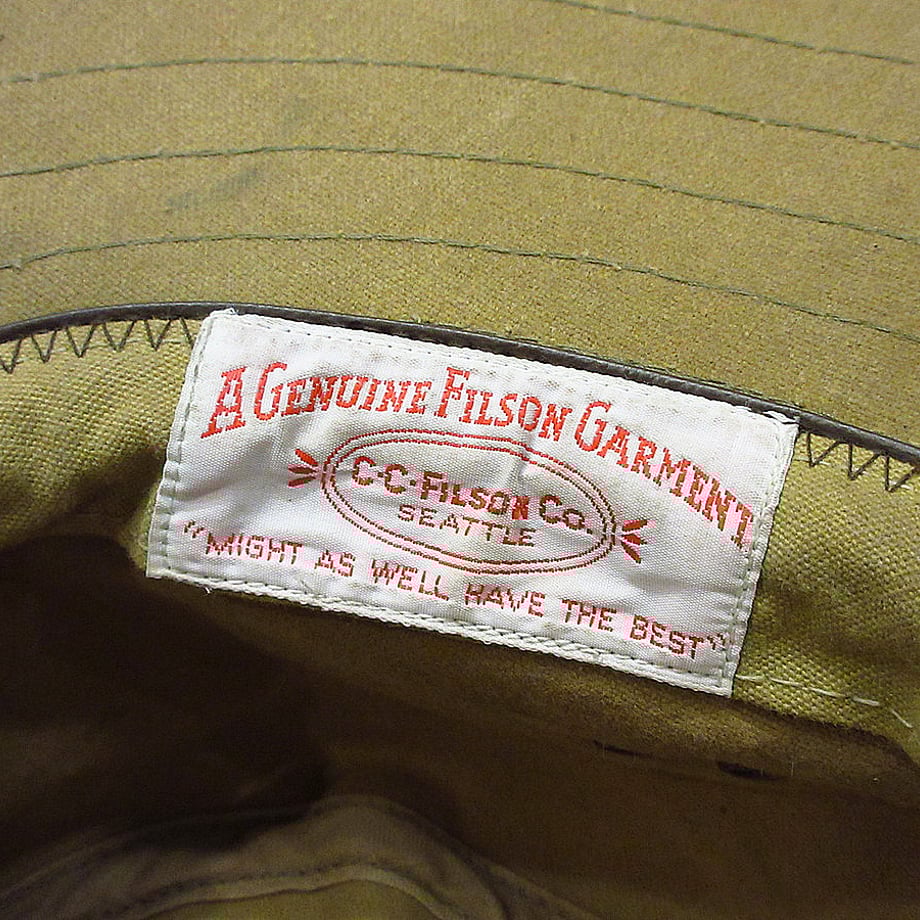 A GENUINE FILSON GARMENT
C·C·FILSON CO.
SEATTLE
"MIGHT AS WELL HAVE THE BEST"